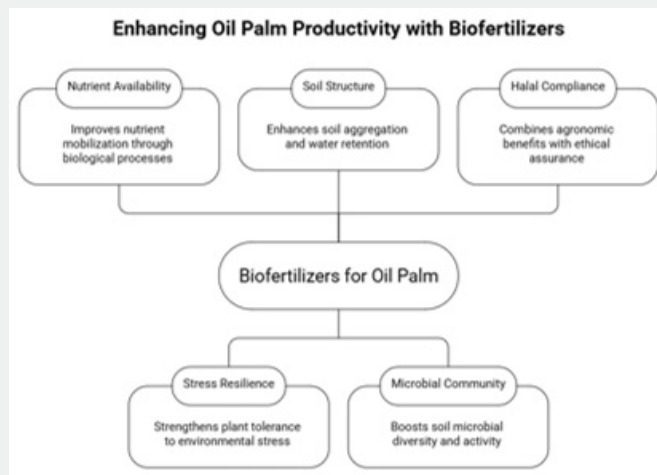 Enhancing Oil Palm Productivity with Biofertilizers
Nutrient Availability
Improves nutrient
mobilization through
biological processes
Soil Structure
Enhances soil aggregation
and water retention
Halal Compliance
Combines agronomic
benefits with ethical
assurance
Biofertilizers for Oil Palm
Stress Resilience
Strengthens plant tolerance
to environmental stress
Microbial Community
Boosts soil microbial
diversity and activity